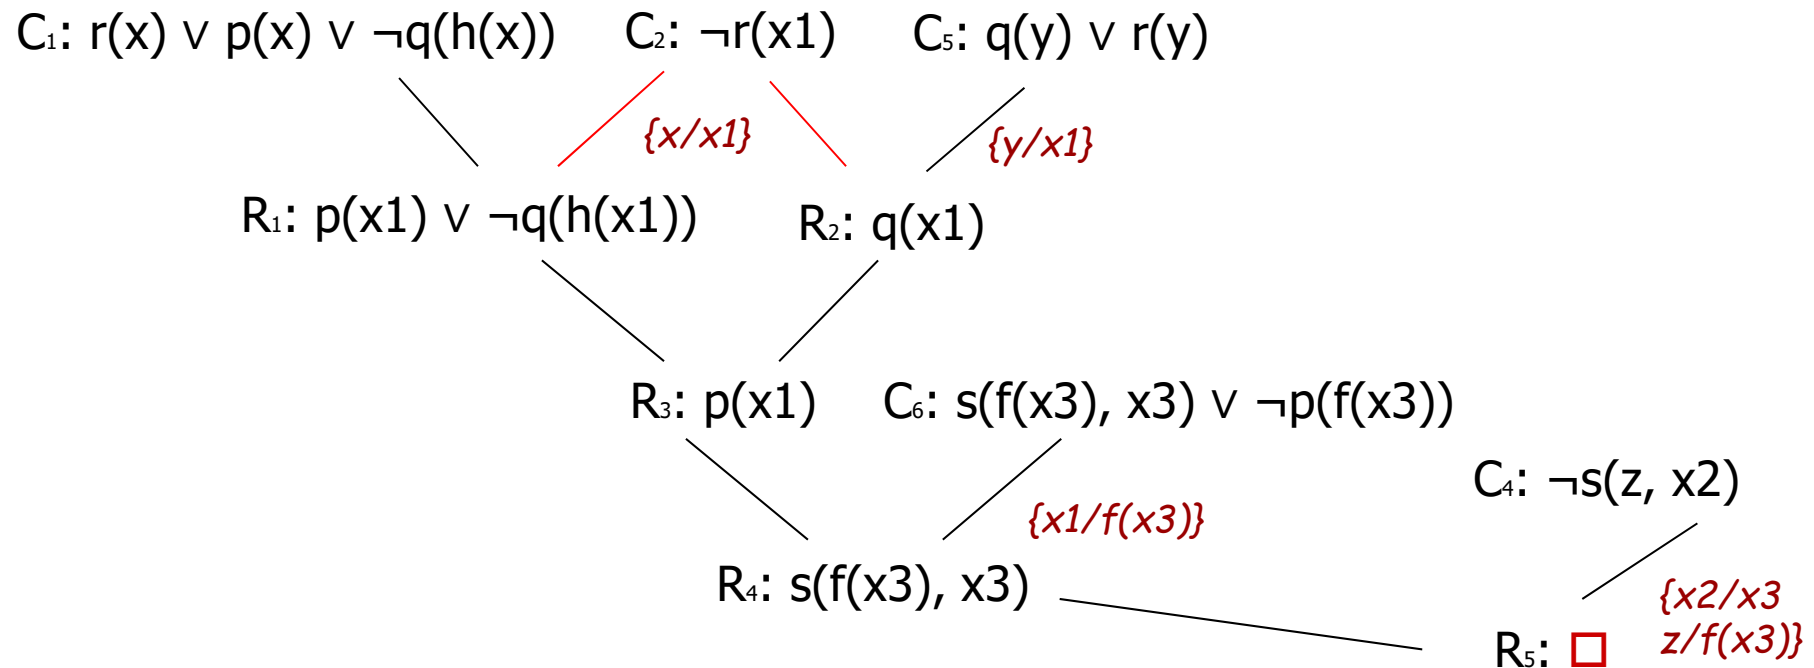 C₁: r(x) ∨ p(x) ∨ ¬q(h(x)) C₂: ¬r(x1) C₅: q(y) ∨ r(y)
{x/x1} {y/x1}
R₁: p(x1) ∨ ¬q(h(x1)) R₂: q(x1)
R₃: p(x1) C₆: s(f(x3), x3) ∨ ¬p(f(x3))
C₄: ¬s(z, x2)
{x1/f(x3)}
R₄: s(f(x3), x3)
{x2/x3
R₅: □ z/f(x3)}